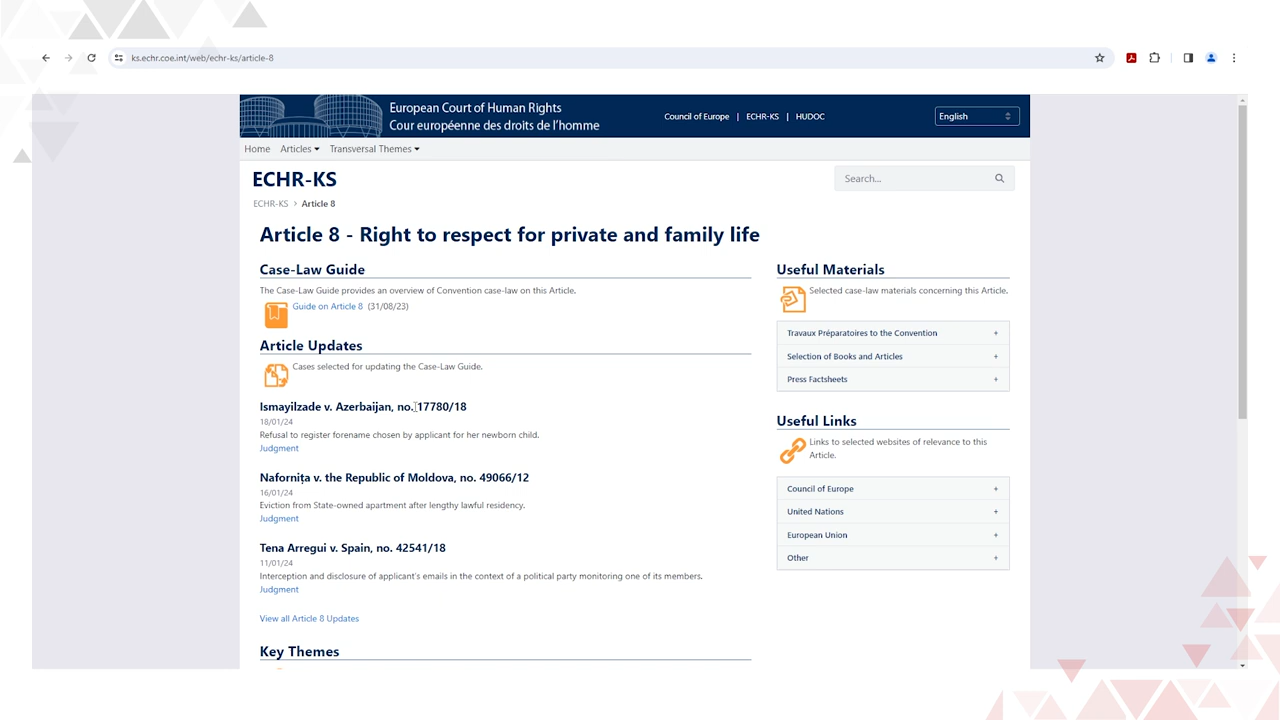 ks.echr.coe.int/web/echr-ks/article-8
European Court of Human Rights
Cour européenne des droits de l'homme
Council of Europe | ECHR-KS | HUDOC
English
Home Articles Transversal Themes
ECHR-KS
Search...
ECHR-KS > Article 8
Article 8 - Right to respect for private and family life
Case-Law Guide
The Case-Law Guide provides an overview of Convention case-law on this Article.
Guide on Article 8 (31/08/23)
Article Updates
Cases selected for updating the Case-Law Guide.
Ismayilzade v. Azerbaijan, no. 17780/18
18/01/24
Refusal to register forename chosen by applicant for her newborn child.
Judgment
Nafornița v. the Republic of Moldova, no. 49066/12
16/01/24
Eviction from State-owned apartment after lengthy lawful residency.
Judgment
Tena Arregui v. Spain, no. 42541/18
11/01/24
Interception and disclosure of applicant's emails in the context of a political party monitoring one of its members.
Judgment
View all Article 8 Updates
Key Themes
Useful Materials
Selected case-law materials concerning this Article.
Travaux Préparatoires to the Convention +
Selection of Books and Articles +
Press Factsheets +
Useful Links
Links to selected websites of relevance to this
Article.
Council of Europe +
United Nations +
European Union +
Other +